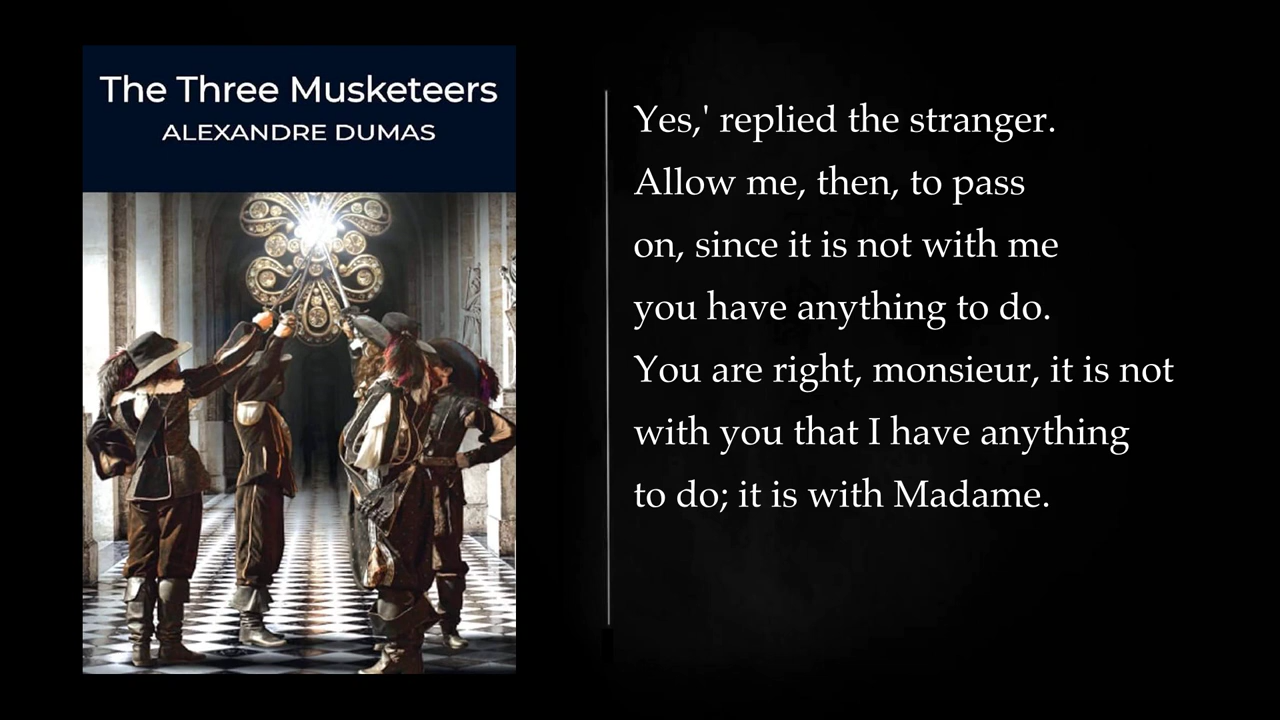 The Three Musketeers
ALEXANDRE DUMAS
Yes,' replied the stranger.
Allow me, then, to pass
on, since it is not with me
you have anything to do.
You are right, monsieur, it is not
with you that I have anything
to do; it is with Madame.